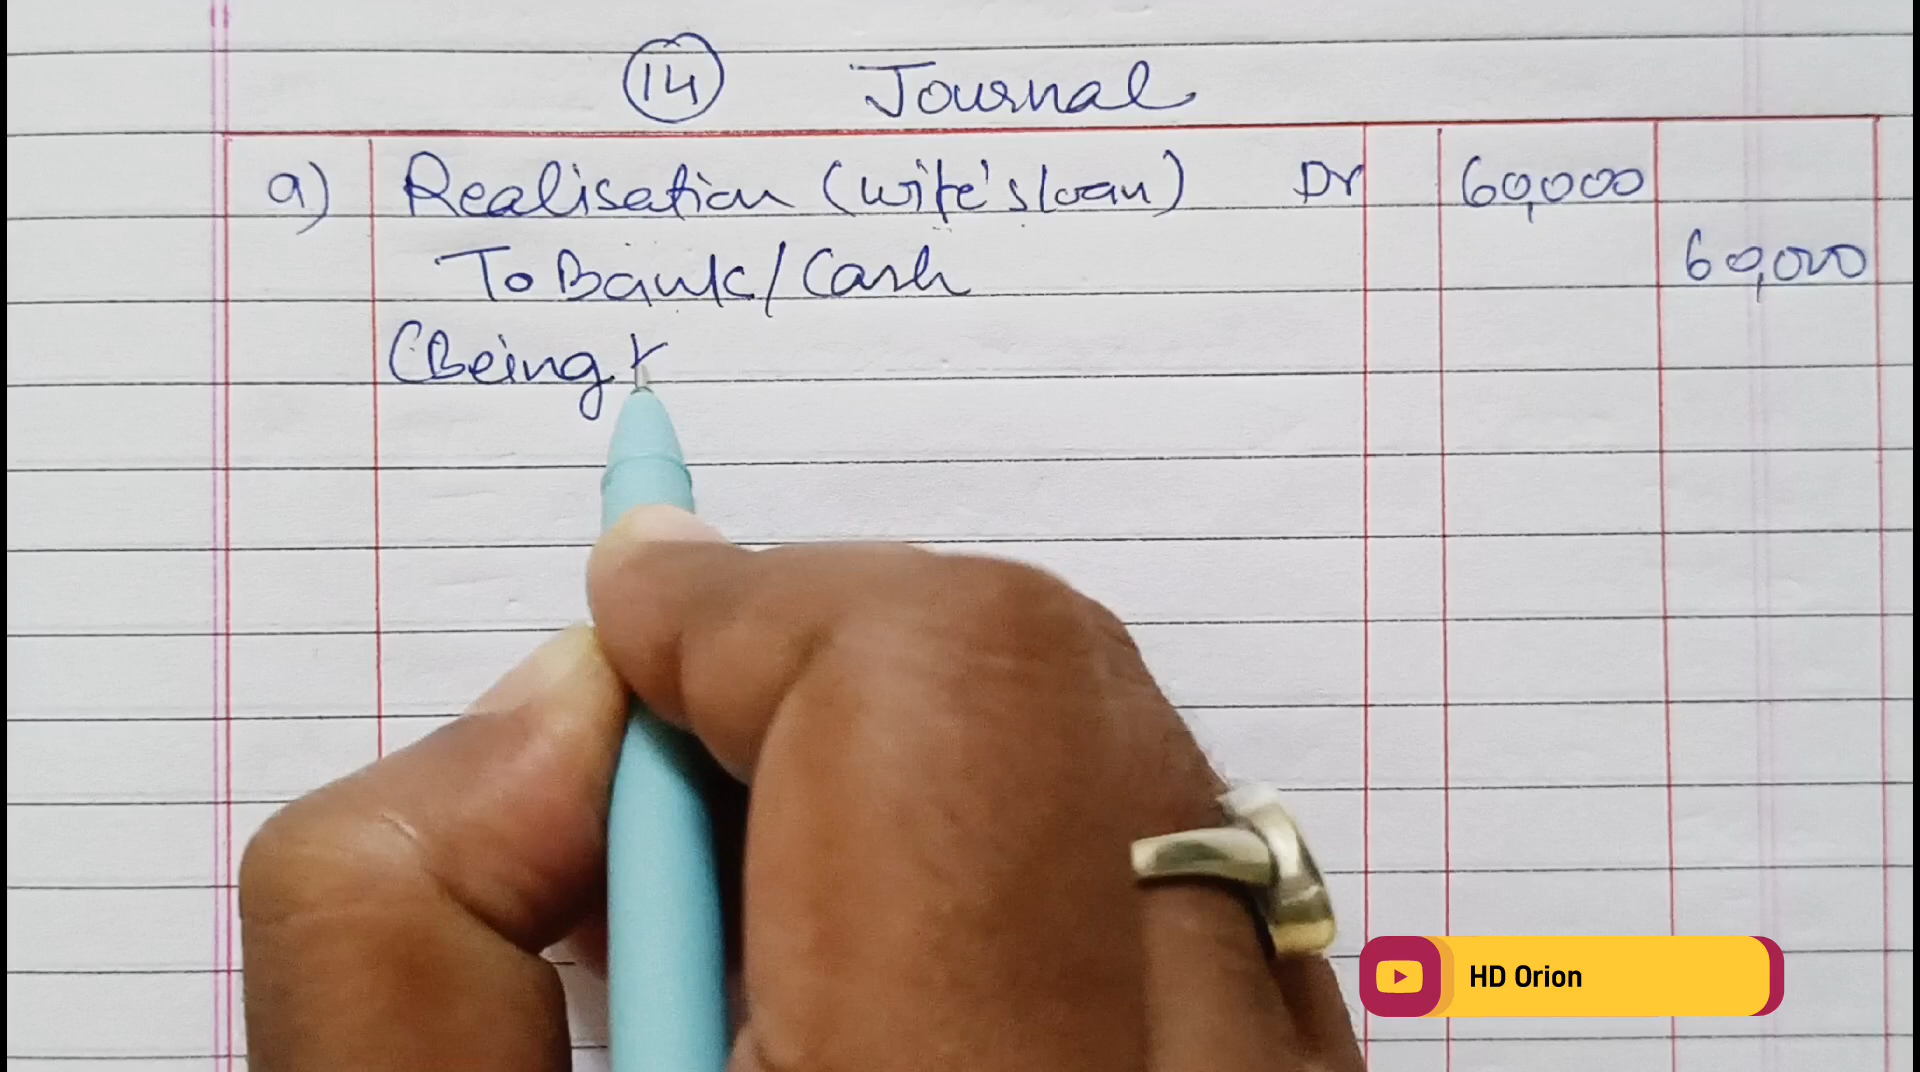 14 Journal
a) Realisation (wife's loan) Dr 60,000
To Bank/Cash 60,000
(Being
HD Orion